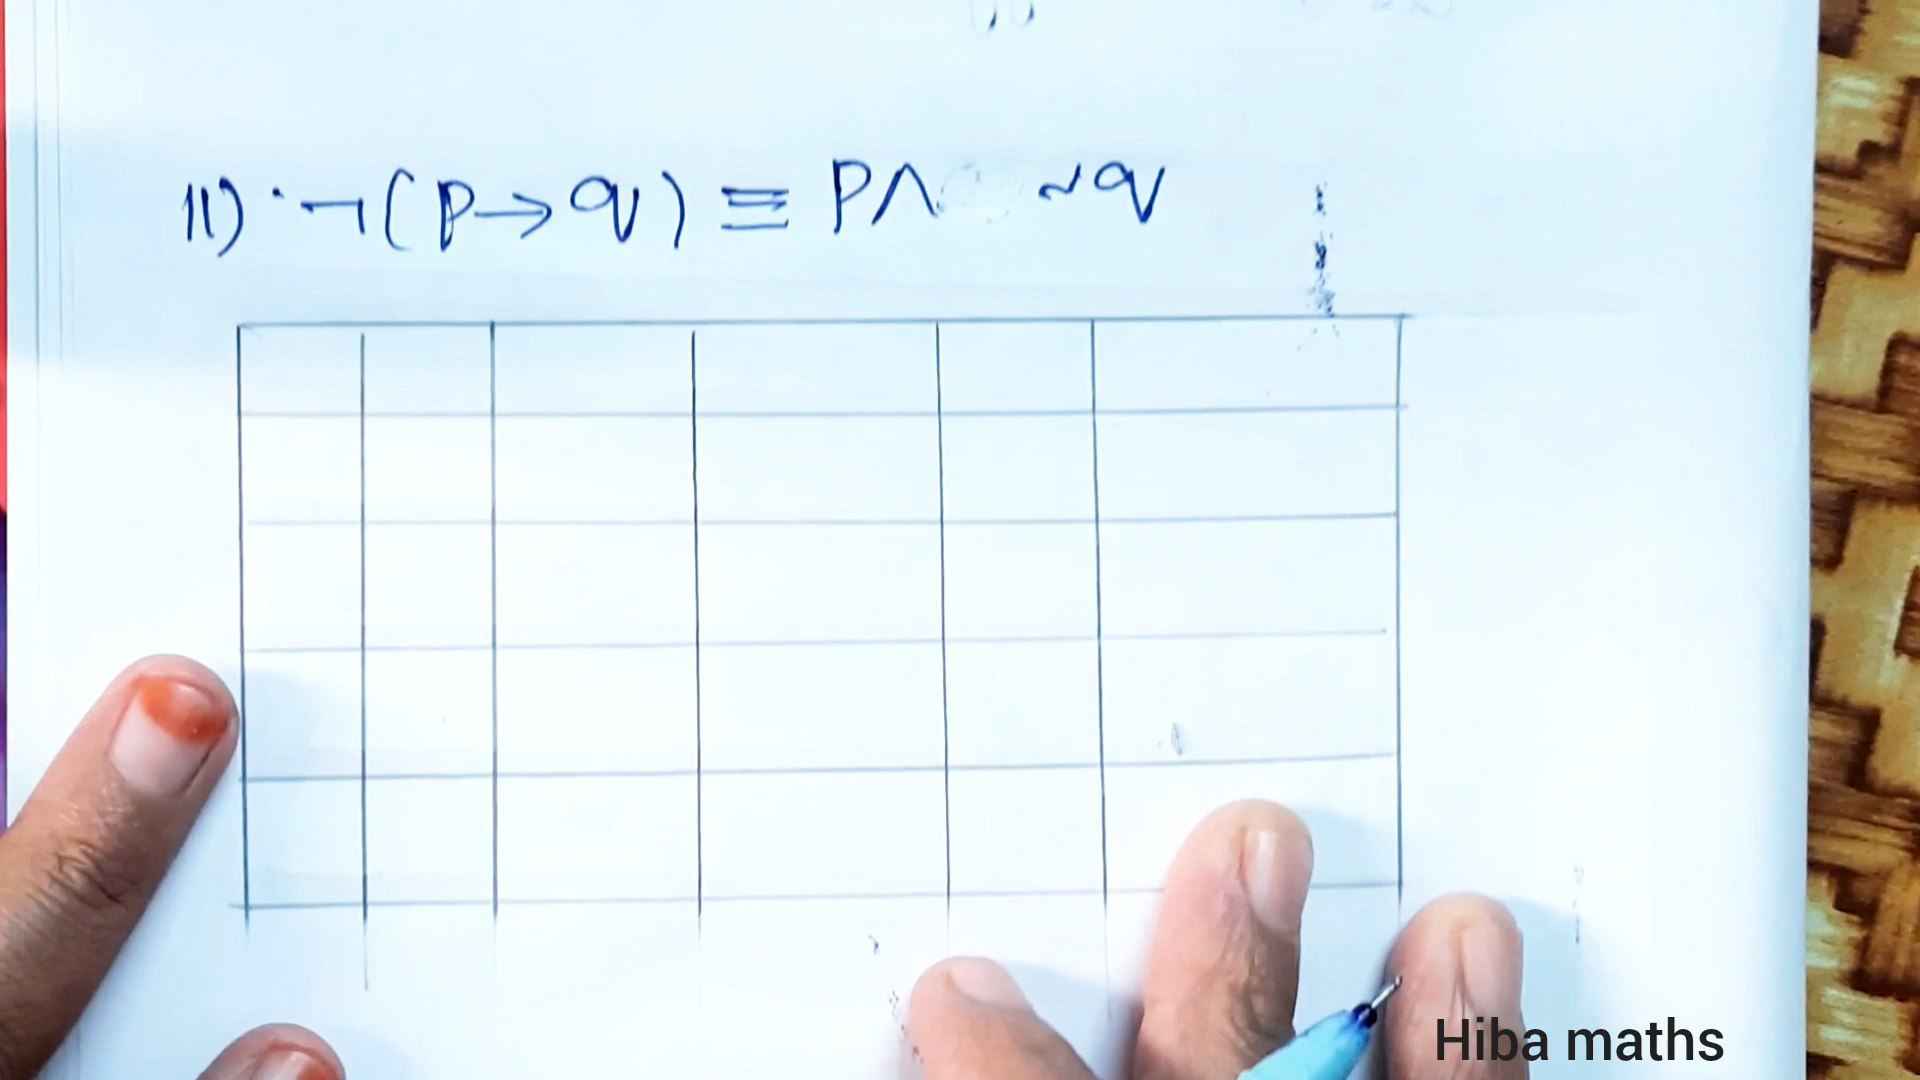 11) ¬(P→q) ≡ P∧ ~q
Hiba maths